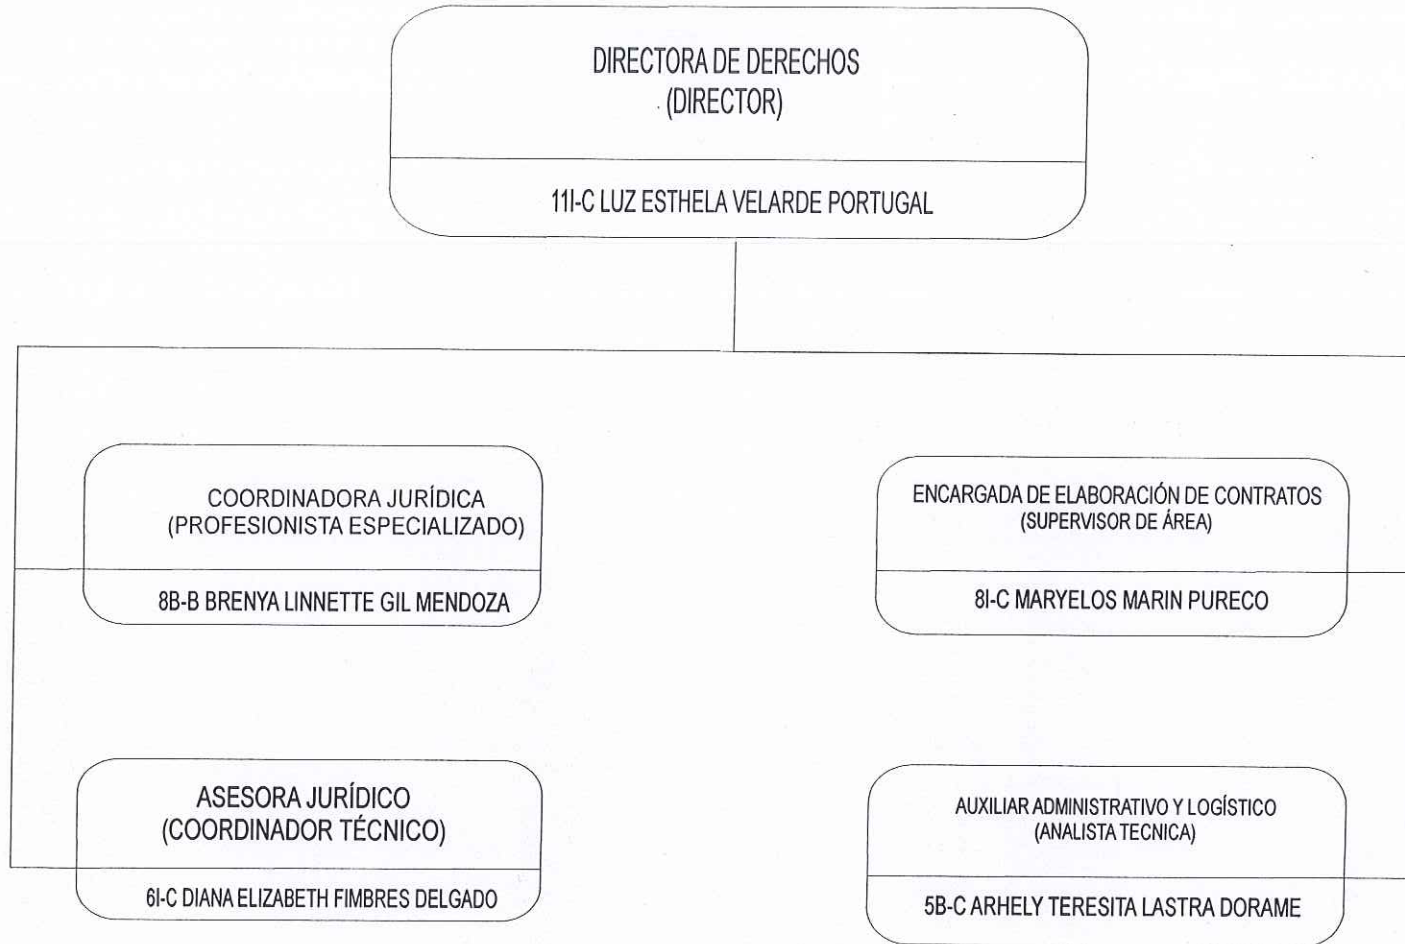 DIRECTORA DE DERECHOS
(DIRECTOR)
11I-C LUZ ESTHELA VELARDE PORTUGAL
COORDINADORA JURÍDICA
(PROFESIONISTA ESPECIALIZADO)
8B-B BRENYA LINNETTE GIL MENDOZA
ENCARGADA DE ELABORACIÓN DE CONTRATOS
(SUPERVISOR DE ÁREA)
8I-C MARYELOS MARIN PURECO
ASESORA JURÍDICO
(COORDINADOR TÉCNICO)
6I-C DIANA ELIZABETH FIMBRES DELGADO
AUXILIAR ADMINISTRATIVO Y LOGÍSTICO
(ANALISTA TECNICA)
5B-C ARHELY TERESITA LASTRA DORAME